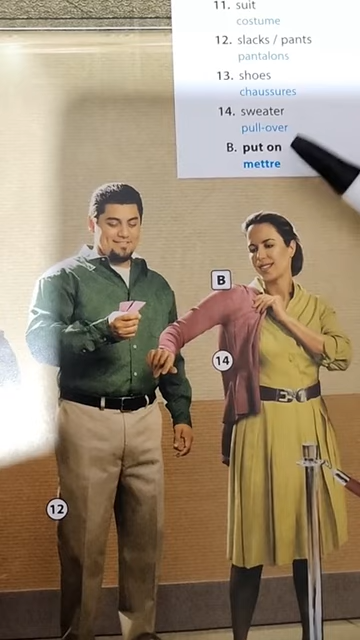 11. suit
costume
12. slacks / pants
pantalons
13. shoes
chaussures
14. sweater
pull-over
B. put on
mettre
B
14
12